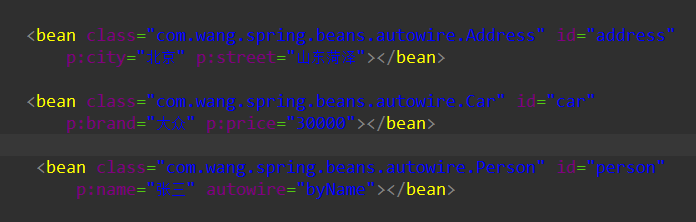 <bean class="com.wang.spring.beans.autowire.Address" id="address"
p:city="北京" p:street="山东菏泽"></bean>
<bean class="com.wang.spring.beans.autowire.Car" id="car"
p:brand="大众" p:price="30000"></bean>
<bean class="com.wang.spring.beans.autowire.Person" id="person"
p:name="张三" autowire="byName"></bean>